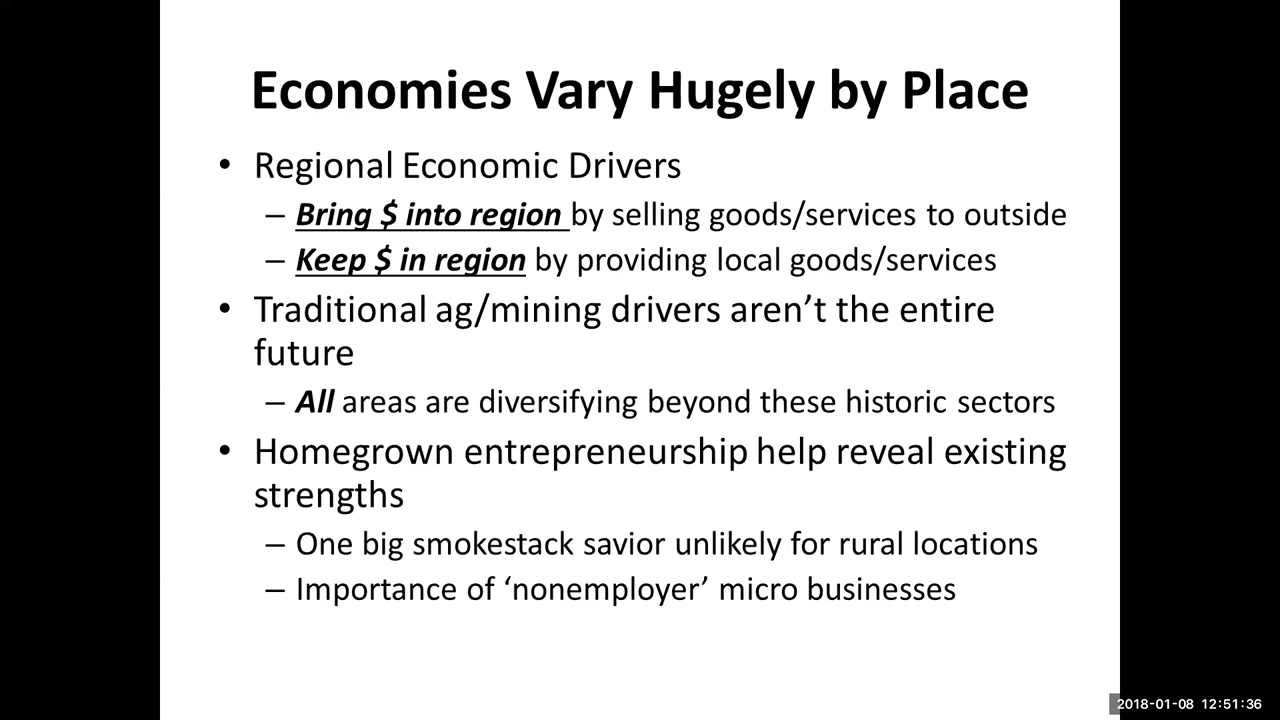 Economies Vary Hugely by Place
• Regional Economic Drivers
– Bring $ into region by selling goods/services to outside
– Keep $ in region by providing local goods/services
• Traditional ag/mining drivers aren’t the entire
future
– All areas are diversifying beyond these historic sectors
• Homegrown entrepreneurship help reveal existing
strengths
– One big smokestack savior unlikely for rural locations
– Importance of ‘nonemployer’ micro businesses
2018-01-08 12:51:36